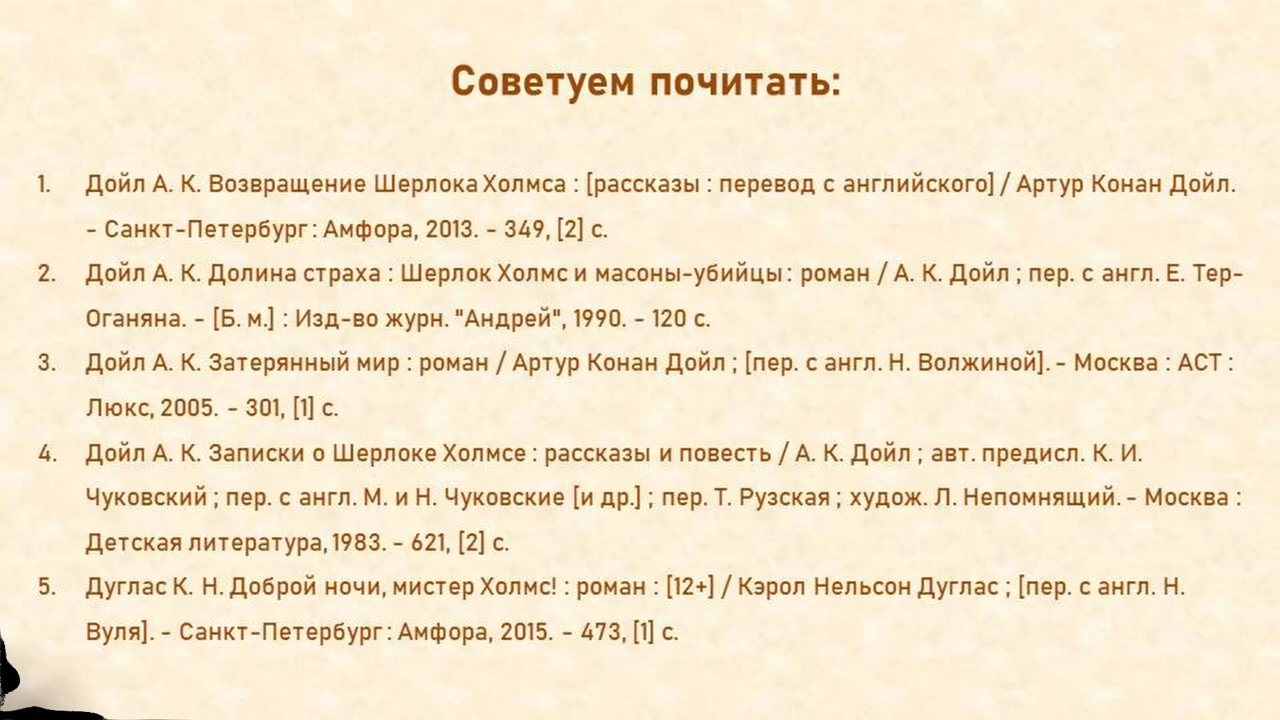 Советуем почитать:
1. Дойл А. К. Возвращение Шерлока Холмса : [рассказы : перевод с английского] / Артур Конан Дойл.
- Санкт-Петербург : Амфора, 2013. - 349, [2] с.
2. Дойл А. К. Долина страха : Шерлок Холмс и масоны-убийцы : роман / А. К. Дойл ; пер. с англ. Е. Тер-
Оганяна. - [Б. м.] : Изд-во журн. "Андрей", 1990. - 120 с.
3. Дойл А. К. Затерянный мир : роман / Артур Конан Дойл ; [пер. с англ. Н. Волжиной]. - Москва : АСТ :
Люкс, 2005. - 301, [1] с.
4. Дойл А. К. Записки о Шерлоке Холмсе : рассказы и повесть / А. К. Дойл ; авт. предисл. К. И.
Чуковский ; пер. с англ. М. и Н. Чуковские [и др.] ; пер. Т. Рузская ; худож. Л. Непомнящий. - Москва :
Детская литература, 1983. - 621, [2] с.
5. Дуглас К. Н. Доброй ночи, мистер Холмс! : роман : [12+] / Кэрол Нельсон Дуглас ; [пер. с англ. Н.
Вуля]. - Санкт-Петербург : Амфора, 2015. - 473, [1] с.